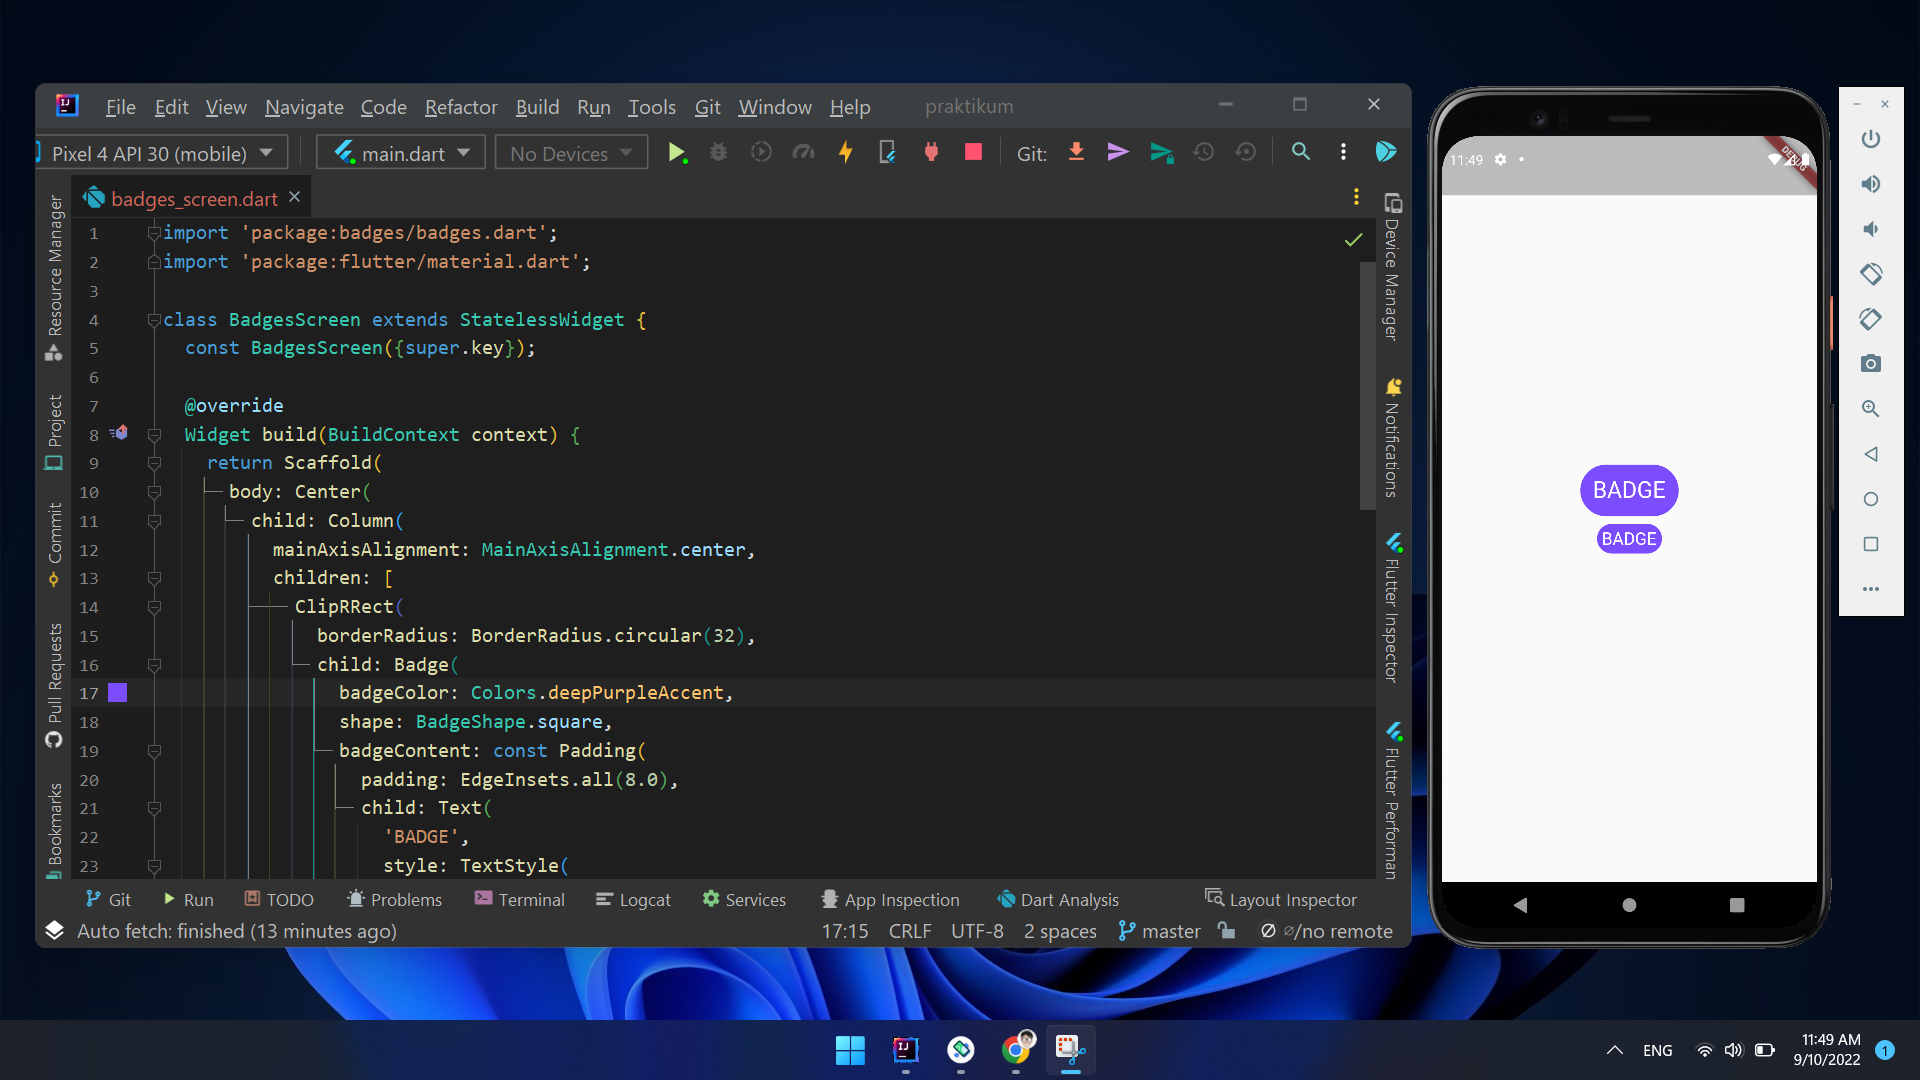 File Edit View Navigate Code Refactor Build Run Tools Git Window Help praktikum
Pixel 4 API 30 (mobile) main.dart No Devices Git:
badges_screen.dart
1 import 'package:badges/badges.dart';
2 import 'package:flutter/material.dart';
3
4 class BadgesScreen extends StatelessWidget {
5 const BadgesScreen({super.key});
6
7 @override
8 Widget build(BuildContext context) {
9 return Scaffold(
10 body: Center(
11 child: Column(
12 mainAxisAlignment: MainAxisAlignment.center,
13 children: [
14 ClipRRect(
15 borderRadius: BorderRadius.circular(32),
16 child: Badge(
17 badgeColor: Colors.deepPurpleAccent,
18 shape: BadgeShape.square,
19 badgeContent: const Padding(
20 padding: EdgeInsets.all(8.0),
21 child: Text(
22 'BADGE',
23 style: TextStyle(
Resource Manager
Project
Commit
Pull Requests
Bookmarks
Device Manager
Notifications
Flutter Inspector
Flutter Performan
Git Run TODO Problems Terminal Logcat Services App Inspection Dart Analysis Layout Inspector
Auto fetch: finished (13 minutes ago) 17:15 CRLF UTF-8 2 spaces master ∅/no remote
11:49
DEBUG
BADGE
BADGE
ENG
11:49 AM
9/10/2022
1